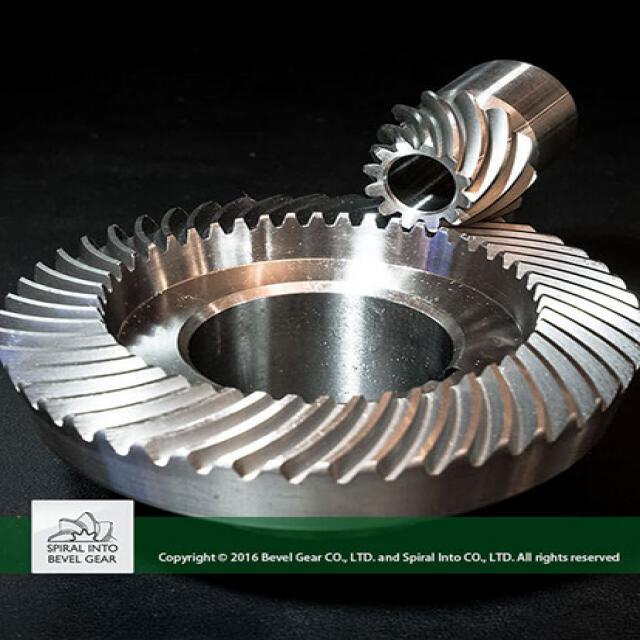 SPIRAL INTO
BEVEL GEAR
Copyright © 2016 Bevel Gear CO., LTD. and Spiral Into CO., LTD. All rights reserved